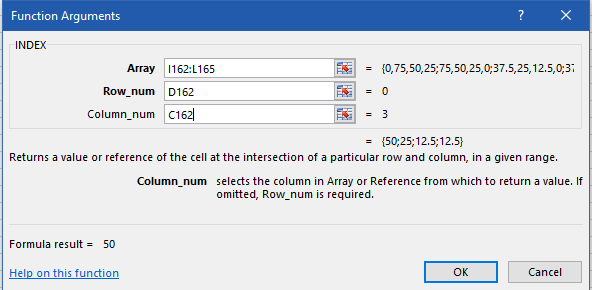 Function Arguments ? ×
INDEX
Array I162:L165 = {0,75,50,25;75,50,25,0;37.5,25,12.5,0;37
Row_num D162 = 0
Column_num C162 = 3
= {50;25;12.5;12.5}
Returns a value or reference of the cell at the intersection of a particular row and column, in a given range.
Column_num selects the column in Array or Reference from which to return a value. If
omitted, Row_num is required.
Formula result = 50
Help on this function OK Cancel